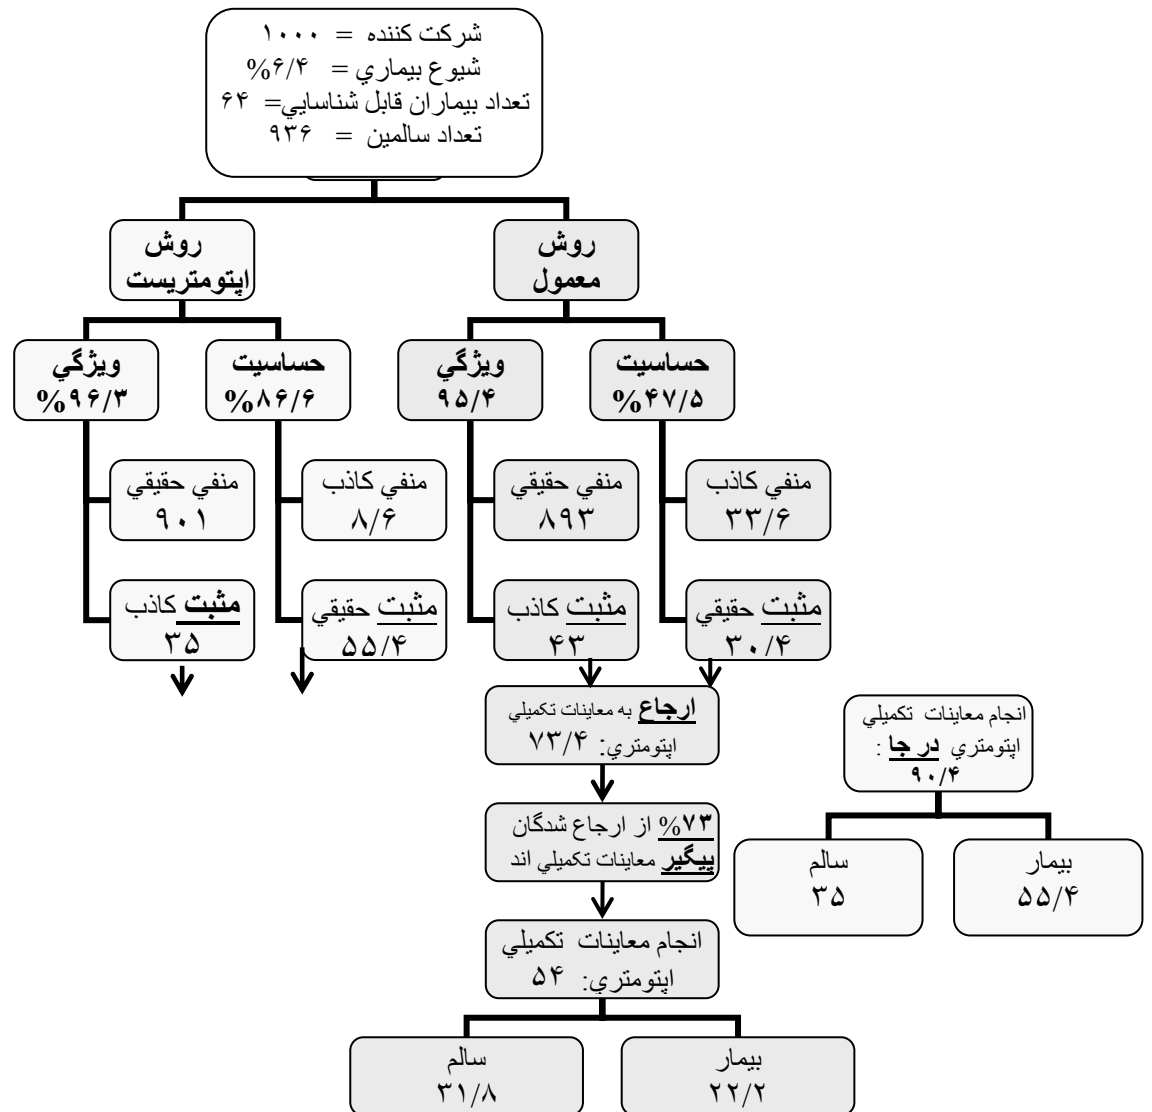 شركت كننده = ۱۰۰۰
شيوع بيماري = ۶/۴%
تعداد بيماران قابل شناسايي= ۶۴
تعداد سالمين = ۹۳۶
روش
معمول
روش
اپتومتريست
حساسيت
۴۷/۵%
ويژگي
۹۵/۴
حساسيت
۸۶/۶%
ويژگي
۹۶/۳%
منفي كاذب
۳۳/۶
منفي حقيقي
۸۹۳
منفي كاذب
۸/۶
منفي حقيقي
۹۰۱
مثبت حقيقي
۳۰/۴
مثبت كاذب
۴۳
مثبت حقيقي
۵۵/۴
مثبت كاذب
۳۵
ارجاع به معاينات تكميلي
اپتومتري: ۷۳/۴
انجام معاينات تكميلي
اپتومتري در جا :
۹۰/۴
۷۳% از ارجاع شدگان
پيگير معاينات تكميلي اند
بيمار
۵۵/۴
سالم
۳۵
انجام معاينات تكميلي
اپتومتري: ۵۴
بيمار
۲۲/۲
سالم
۳۱/۸